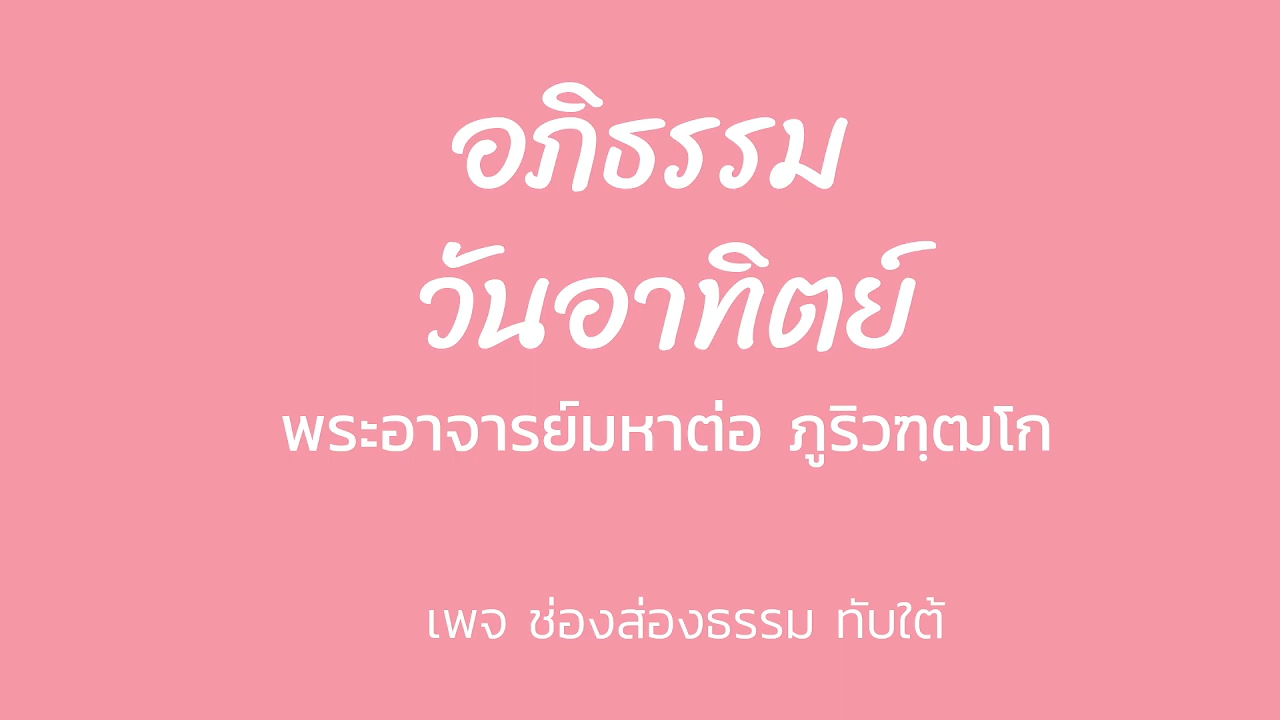 อภิธรรม
วันอาทิตย์
พระอาจารย์มหาต่อ ภูริวฑฺฒโก
เพจ ช่องส่องธรรม ทับใต้